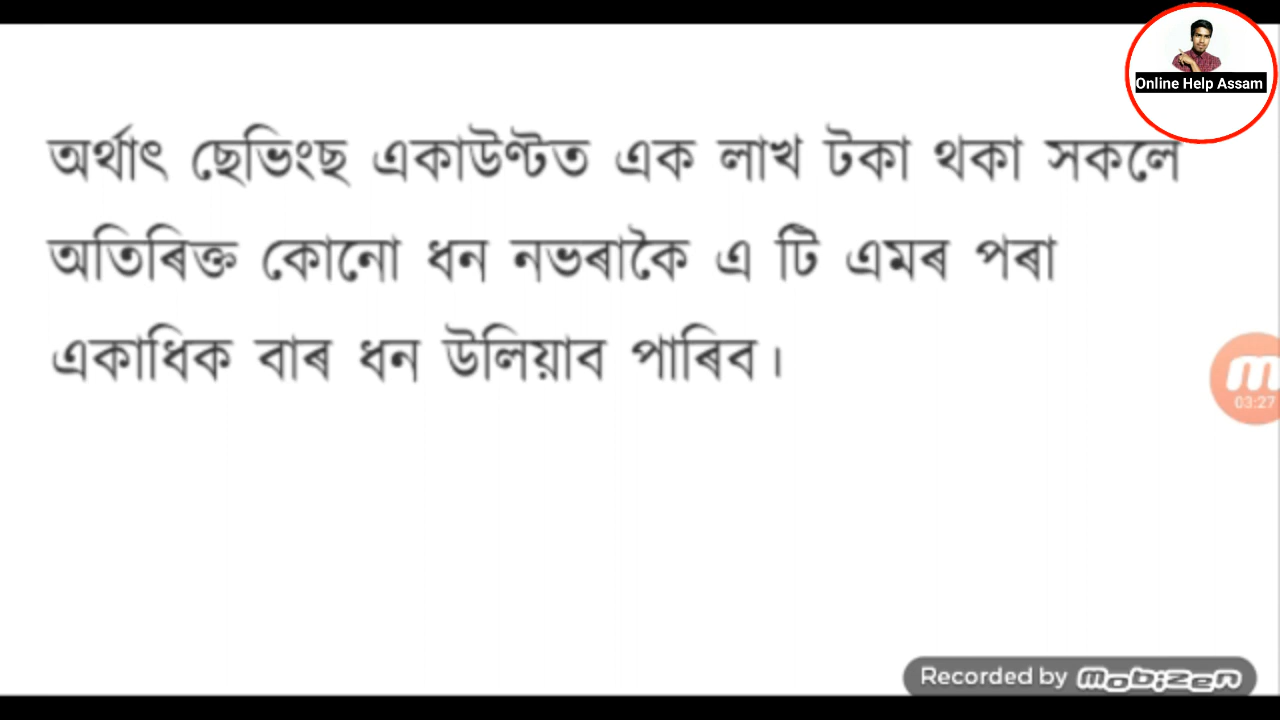 Online Help Assam
অৰ্থাৎ ছেভিংছ একাউণ্টত এক লাখ টকা থকা সকলে
অতিৰিক্ত কোনো ধন নভৰাকৈ এ টি এমৰ পৰা
একাধিক বাৰ ধন উলিয়াব পাৰিব।
m
03:27
Recorded by mobizen